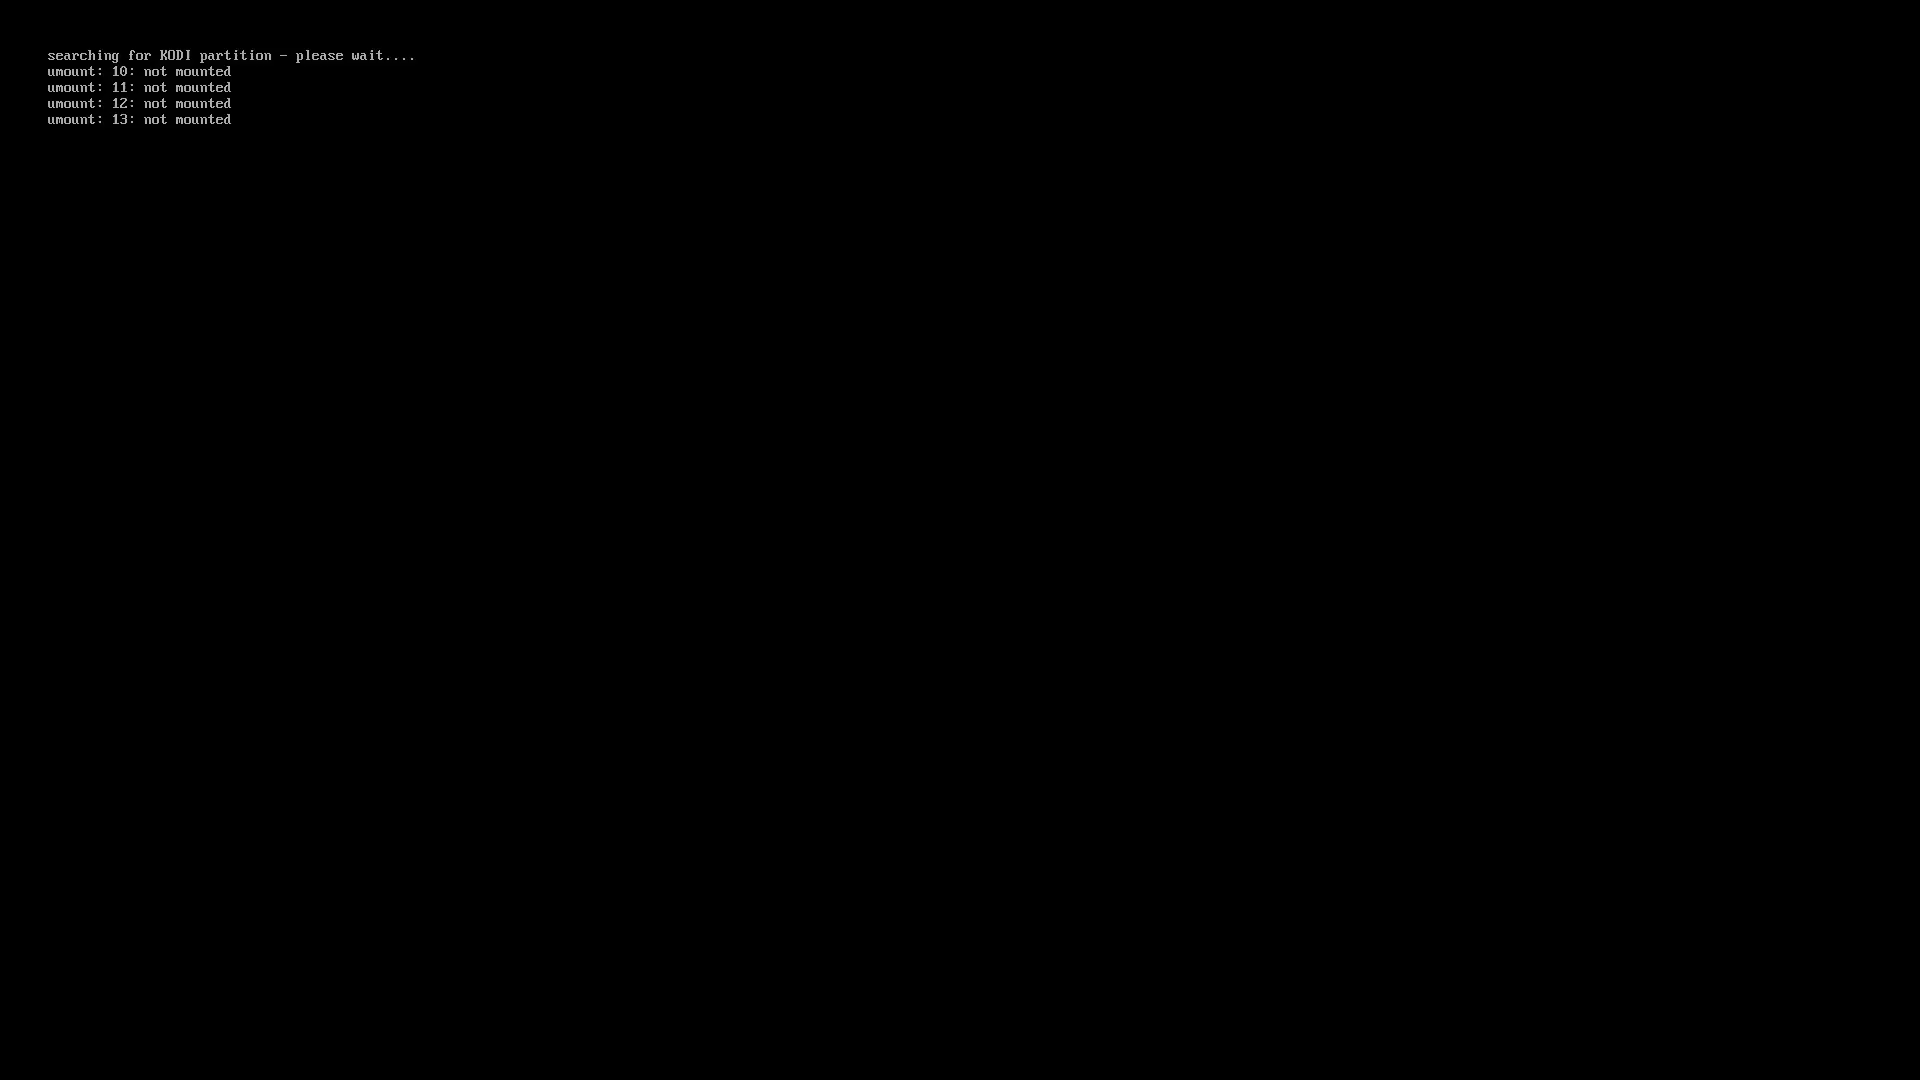 searching for KODI partition - please wait....
umount: 10: not mounted
umount: 11: not mounted
umount: 12: not mounted
umount: 13: not mounted